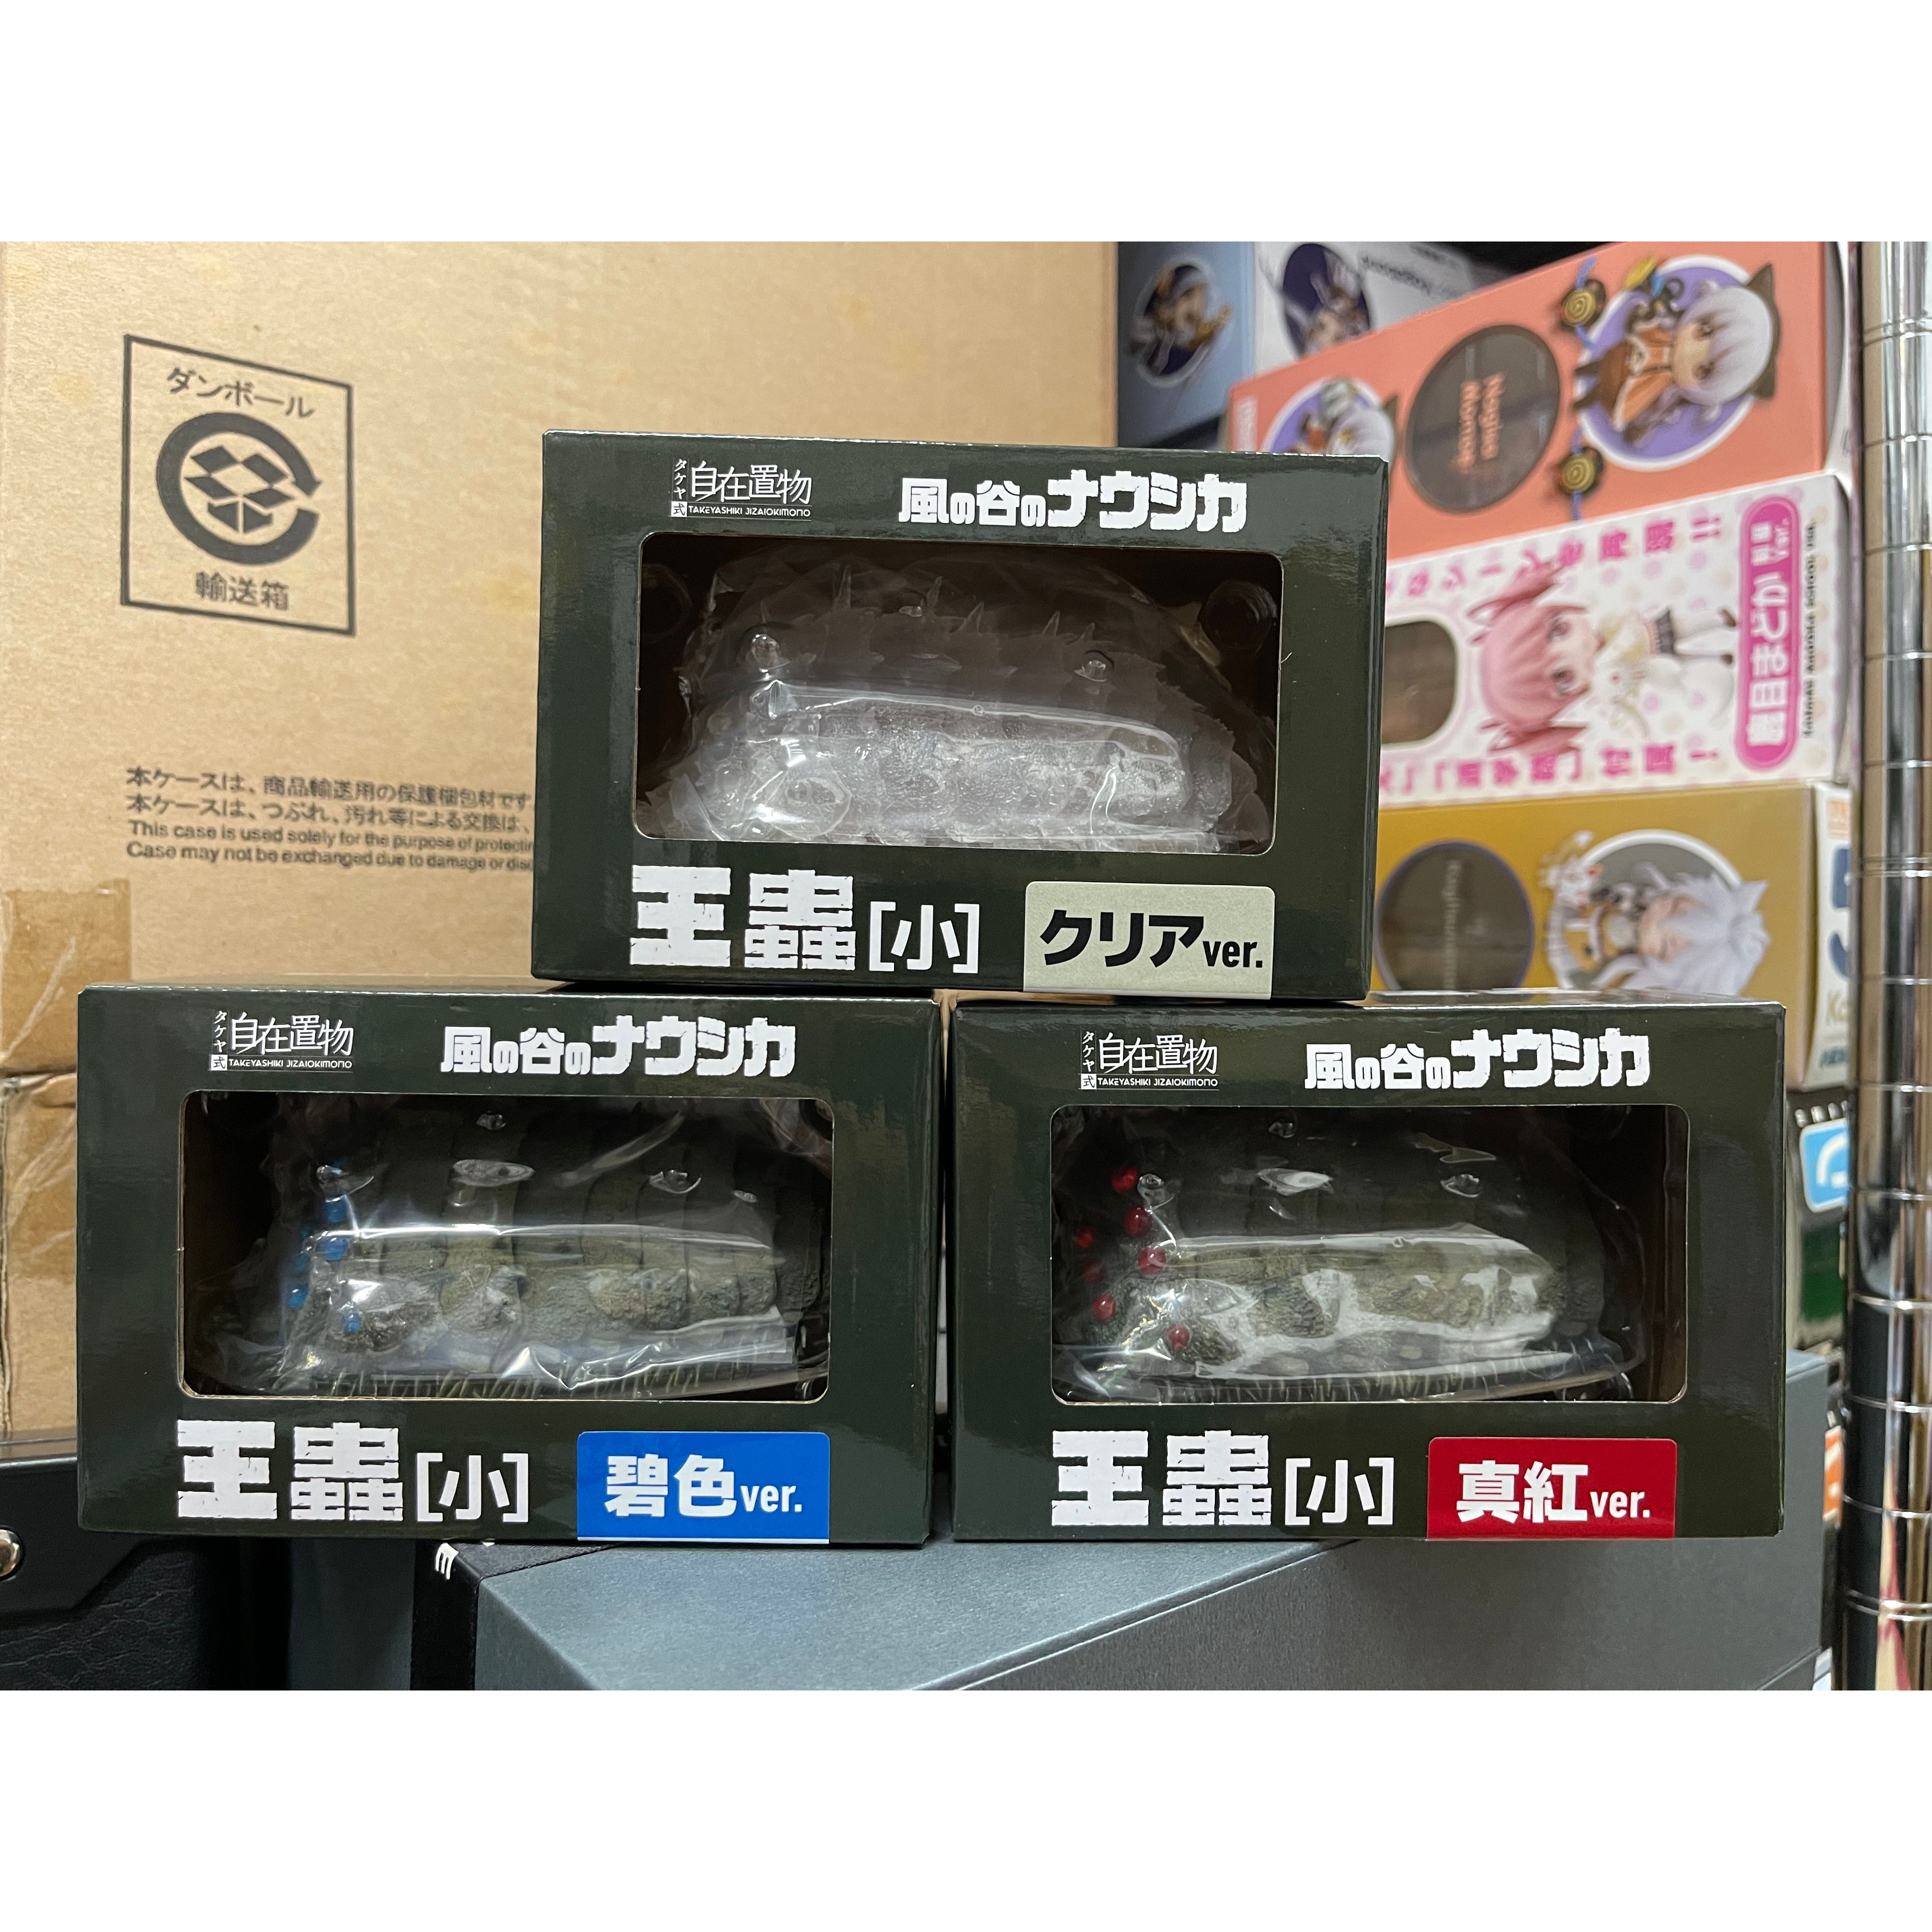 ダンボール
輸送箱
本ケースは、商品輸送用の保護梱包材です
本ケースは、つぶれ、汚れ等による交換は、
This case is used solely for the purpose of protectin
Case may not be exchanged due to damage or disc
タケヤ式 自在置物
TAKEYASHIKI JIZAIOKIMONO
風の谷のナウシカ
王蟲[小]
クリアver.
タケヤ式 自在置物
TAKEYASHIKI JIZAIOKIMONO
風の谷のナウシカ
王蟲[小]
碧色ver.
タケヤ式 自在置物
TAKEYASHIKI JIZAIOKIMONO
風の谷のナウシカ
王蟲[小]
真紅ver.
Nagisa
Momoe